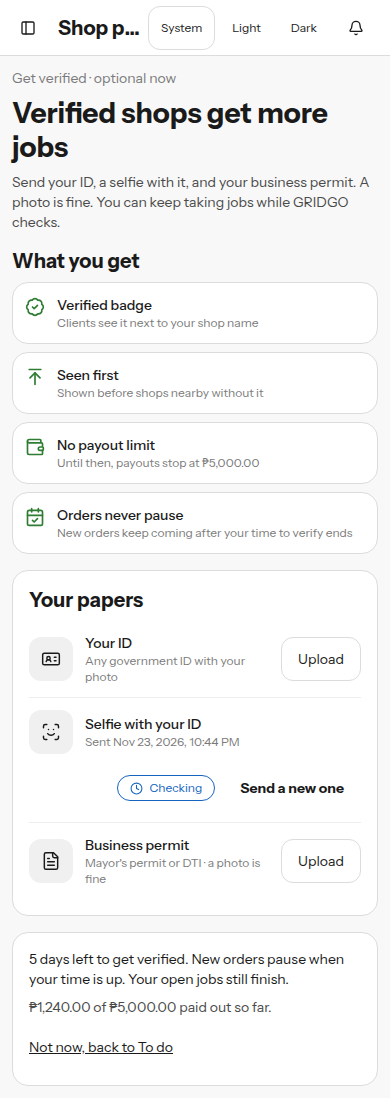 Shop p...
System
Light
Dark
Get verified · optional now
Verified shops get more
jobs
Send your ID, a selfie with it, and your business permit. A
photo is fine. You can keep taking jobs while GRIDGO
checks.
What you get
Verified badge
Clients see it next to your shop name
Seen first
Shown before shops nearby without it
No payout limit
Until then, payouts stop at ₱5,000.00
Orders never pause
New orders keep coming after your time to verify ends
Your papers
Your ID
Any government ID with your
photo
Upload
Selfie with your ID
Sent Nov 23, 2026, 10:44 PM
Checking
Send a new one
Business permit
Mayor's permit or DTI · a photo is
fine
Upload
5 days left to get verified. New orders pause when
your time is up. Your open jobs still finish.
₱1,240.00 of ₱5,000.00 paid out so far.
Not now, back to To do